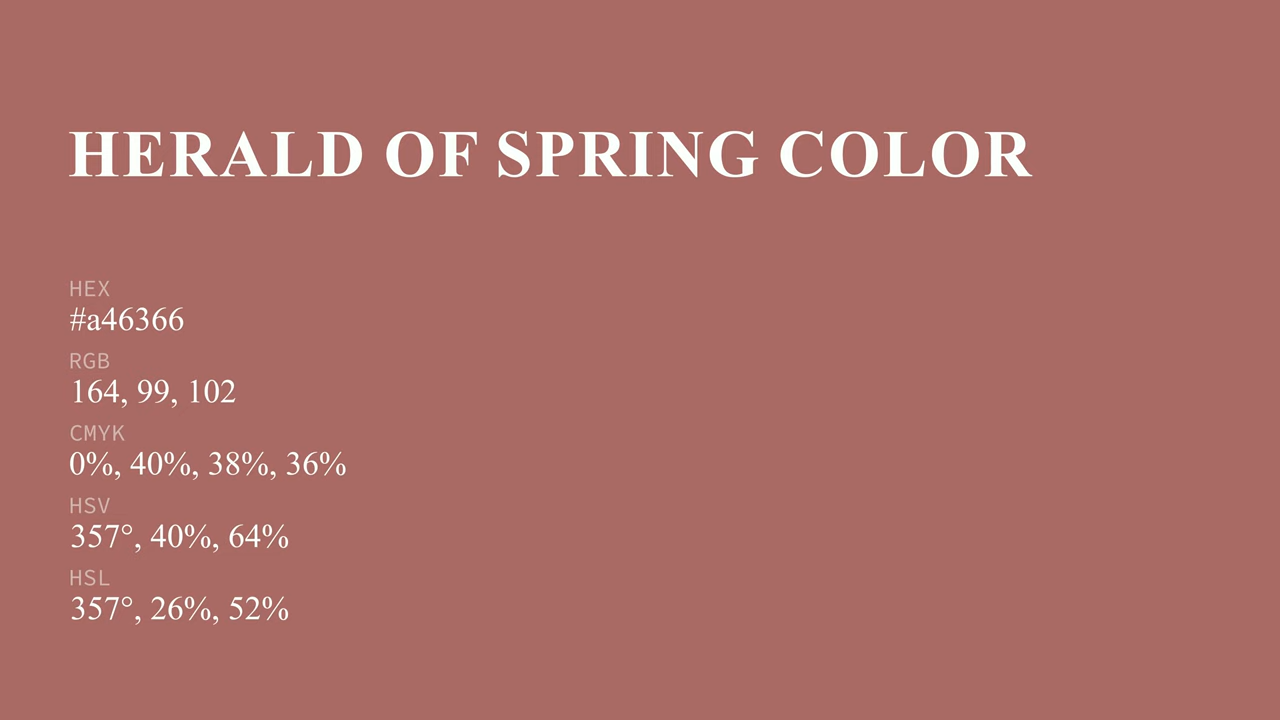 HERALD OF SPRING COLOR
HEX
#a46366
RGB
164, 99, 102
CMYK
0%, 40%, 38%, 36%
HSV
357°, 40%, 64%
HSL
357°, 26%, 52%